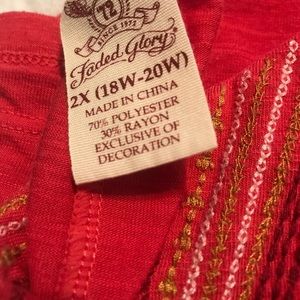 72
SINCE 1972
Faded Glory
2X (18W-20W)
MADE IN CHINA
70% POLYESTER
30% RAYON
EXCLUSIVE OF
DECORATION